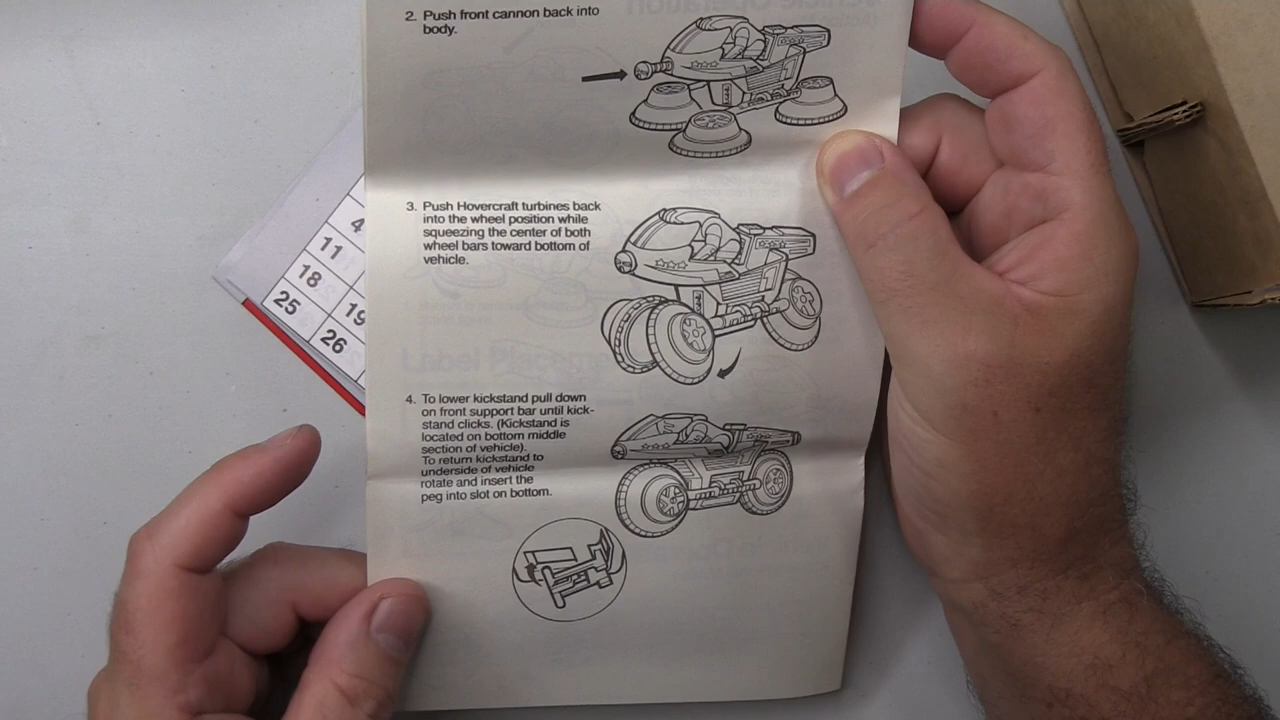 2. Push front cannon back into
body.
3. Push Hovercraft turbines back
into the wheel position while
squeezing the center of both
wheel bars toward bottom of
vehicle.
4. To lower kickstand pull down
on front support bar until kick-
stand clicks. (Kickstand is
located on bottom middle
section of vehicle).
To return kickstand to
underside of vehicle
rotate and insert the
peg into slot on bottom.
4
11
18
25
19
26